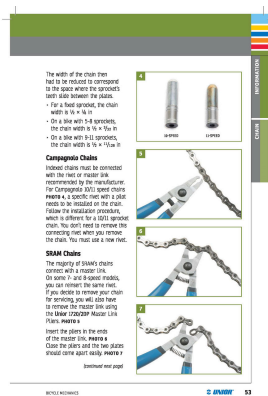 The width of the chain then
had to be reduced to correspond
to the space where the sprocket's
teeth slide between the plates.
• For a fixed sprocket, the chain
width is ½ × ⅛ in
• On a bike with 5-8 sprockets,
the chain width is ½ × ³/₃₂ in
• On a bike with 9-11 sprockets,
the chain width is ½ × ¹¹/₁₂₈ in
Campagnolo Chains
Indexed chains must be connected
with the rivet or master link
recommended by the manufacturer.
For Campagnolo 10/11 speed chains
PHOTO 4, a specific rivet with a pilot
needs to be installed on the chain.
Follow the installation procedure,
which is different for a 10/11 sprocket
chain. You don't need to remove this
connecting rivet when you remove
the chain. You must use a new rivet.
SRAM Chains
The majority of SRAM's chains
connect with a master link.
On some 7- and 8-speed models,
you can reinsert the same rivet.
If you decide to remove your chain
for servicing, you will also have
to remove the master link using
the Unior 1720/2DP Master Link
Pliers. PHOTO 5
Insert the pliers in the ends
of the master link. PHOTO 6
Close the pliers and the two plates
should come apart easily. PHOTO 7
(continued next page)
4
10-SPEED
11-SPEED
5
6
7
INFORMATION
CHAIN
BICYCLE MECHANICS
UNIOR
53